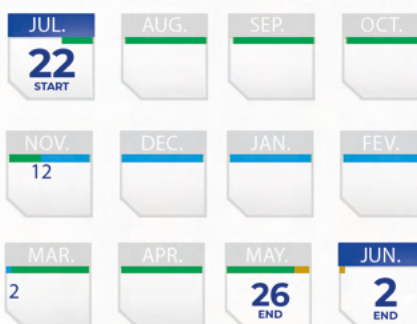 JUL. AUG. SEP. OCT.
22
START
NOV. DEC. JAN. FEV.
12
MAR. APR. MAY. JUN.
2 26 2
END END